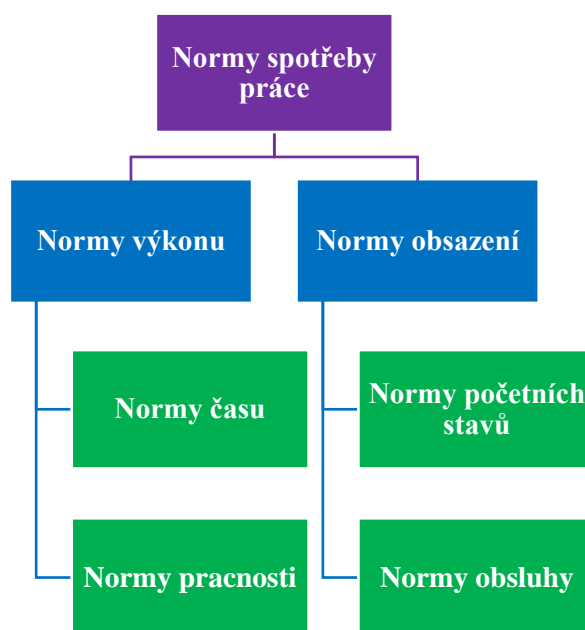 Normy spotřeby
práce
Normy výkonu
Normy obsazení
Normy času
Normy početních
stavů
Normy pracnosti
Normy obsluhy